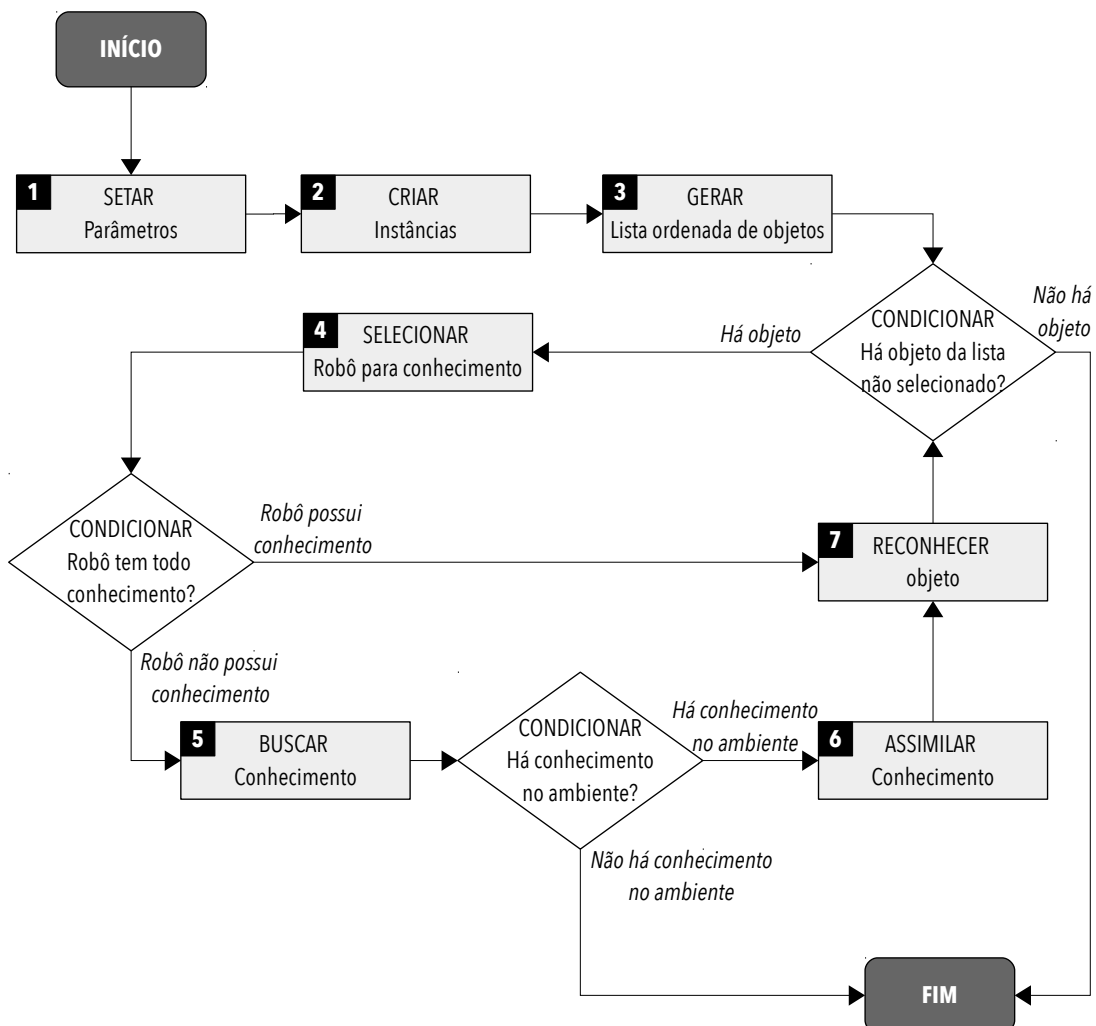 INÍCIO
1
SETAR
Parâmetros
2
CRIAR
Instâncias
3
GERAR
Lista ordenada de objetos
CONDICIONAR
Há objeto da lista
não selecionado?
Não há
objeto
Há objeto
4
SELECIONAR
Robô para conhecimento
CONDICIONAR
Robô tem todo
conhecimento?
Robô possui
conhecimento
7
RECONHECER
objeto
Robô não possui
conhecimento
5
BUSCAR
Conhecimento
CONDICIONAR
Há conhecimento
no ambiente?
Há conhecimento
no ambiente
6
ASSIMILAR
Conhecimento
Não há conhecimento
no ambiente
FIM